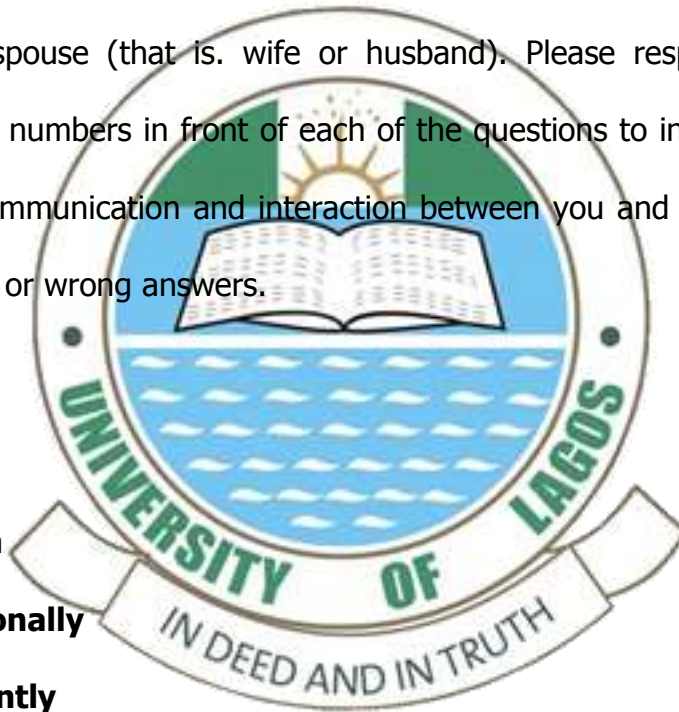 spouse (that is. wife or husband). Please resp
numbers in front of each of the questions to in
mmunication and interaction between you and
or wrong answers.
UNIVERSITY OF LAGOS
onally
IN DEED AND IN TRUTH
ntly